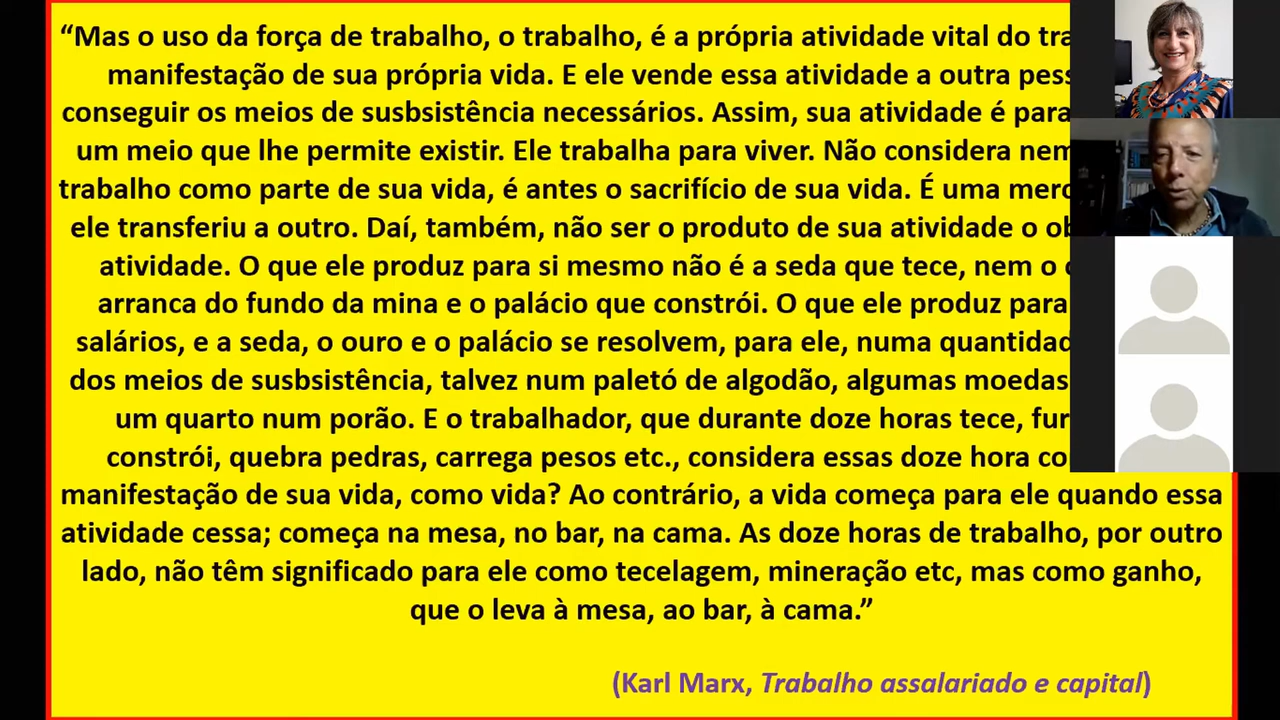 “Mas o uso da força de trabalho, o trabalho, é a própria atividade vital do
manifestação de sua própria vida. E ele vende essa atividade a outra
conseguir os meios de susbsistência necessários. Assim, sua atividade é para
um meio que lhe permite existir. Ele trabalha para viver. Não considera nem
trabalho como parte de sua vida, é antes o sacrifício de sua vida. É uma
ele transferiu a outro. Daí, também, não ser o produto de sua atividade o
atividade. O que ele produz para si mesmo não é a seda que tece, nem o
arranca do fundo da mina e o palácio que constrói. O que ele produz para
salários, e a seda, o ouro e o palácio se resolvem, para ele, numa
dos meios de susbsistência, talvez num paletó de algodão, algumas moedas
um quarto num porão. E o trabalhador, que durante doze horas tece,
constrói, quebra pedras, carrega pesos etc., considera essas doze hora
manifestação de sua vida, como vida? Ao contrário, a vida começa para ele quando essa
atividade cessa; começa na mesa, no bar, na cama. As doze horas de trabalho, por outro
lado, não têm significado para ele como tecelagem, mineração etc, mas como ganho,
que o leva à mesa, ao bar, à cama.”
(Karl Marx, Trabalho assalariado e capital)